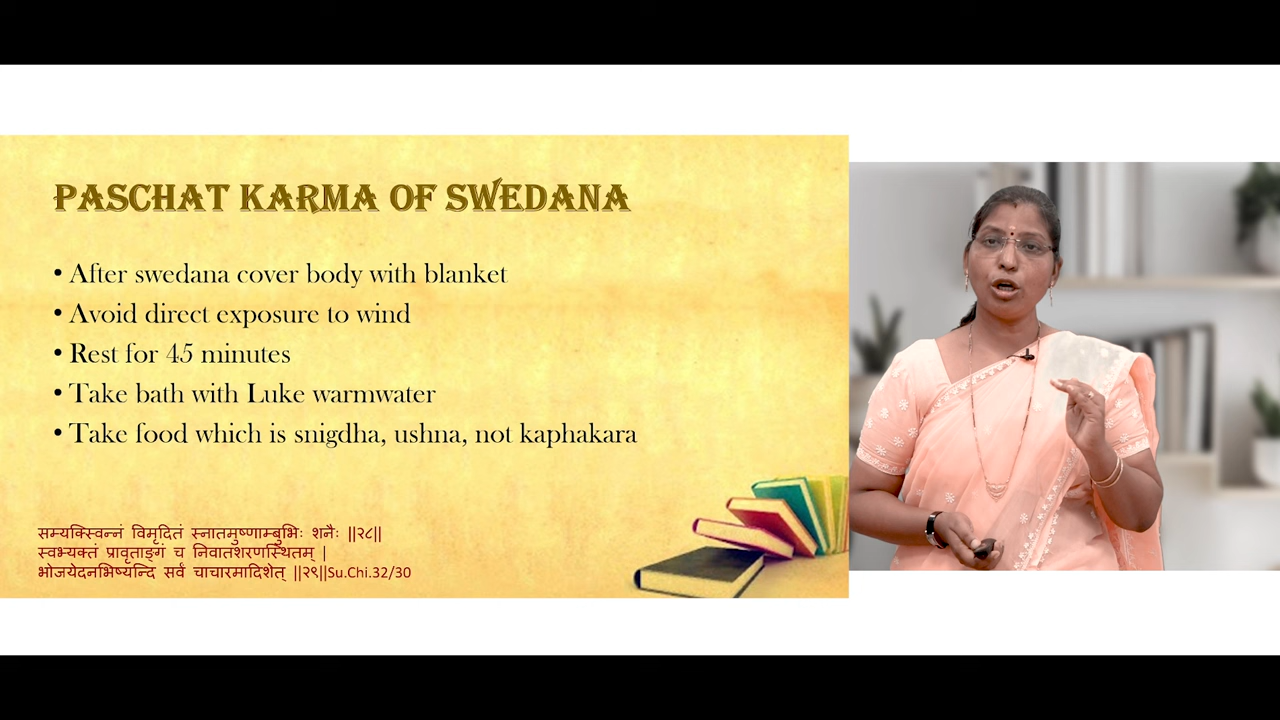 PASCHAT KARMA OF SWEDANA
• After swedana cover body with blanket
• Avoid direct exposure to wind
• Rest for 45 minutes
• Take bath with Luke warmwater
• Take food which is snigdha, ushna, not kaphakara
सम्यक्स्विन्नं विमृदितं स्नातमुष्णाम्बुभिः शनैः ||२८||
स्वभ्यक्तं प्रावृताङ्गं च निवातशरणस्थितम् |
भोजयेदनभिष्यन्दि सर्वं चाचारमादिशेत् ||२९||Su.Chi.32/30